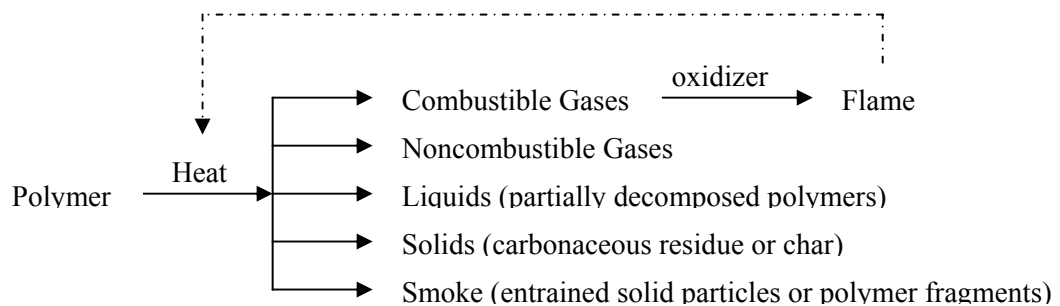 oxidizer
Combustible Gases
Flame
Noncombustible Gases
Heat
Polymer
Liquids (partially decomposed polymers)
Solids (carbonaceous residue or char)
Smoke (entrained solid particles or polymer fragments)